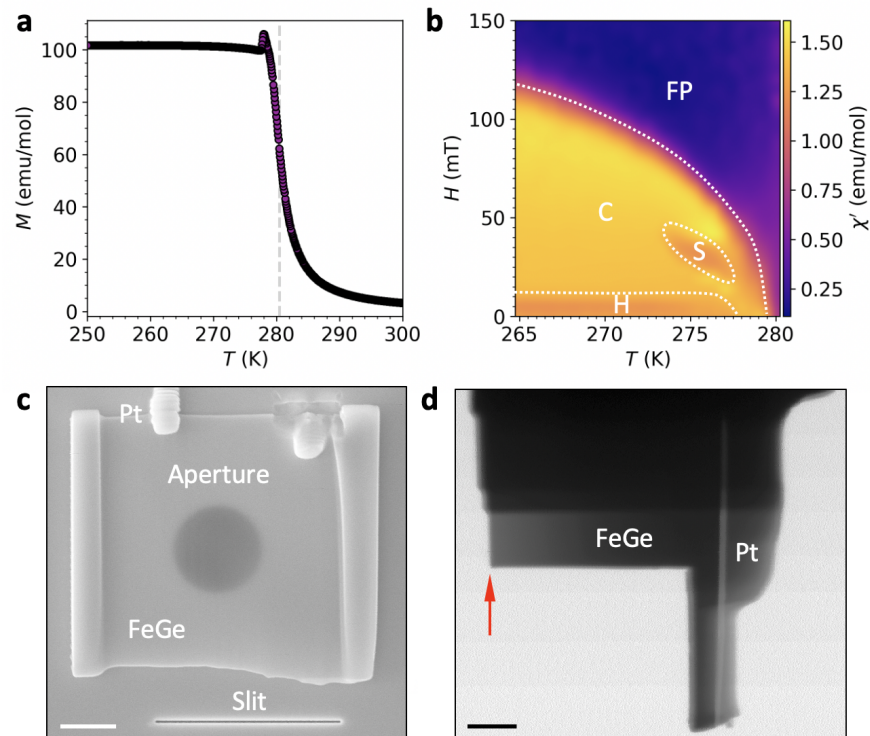 a
M (emu/mol)
100
80
60
40
20
0
250
260
270
280
290
300
T (K)
b
H (mT)
150
100
50
0
FP
C
S
H
265
270
275
280
T (K)
1.50
1.25
1.00
0.75
0.50
0.25
χ′ (emu/mol)
c
Pt
Aperture
FeGe
Slit
d
FeGe
Pt